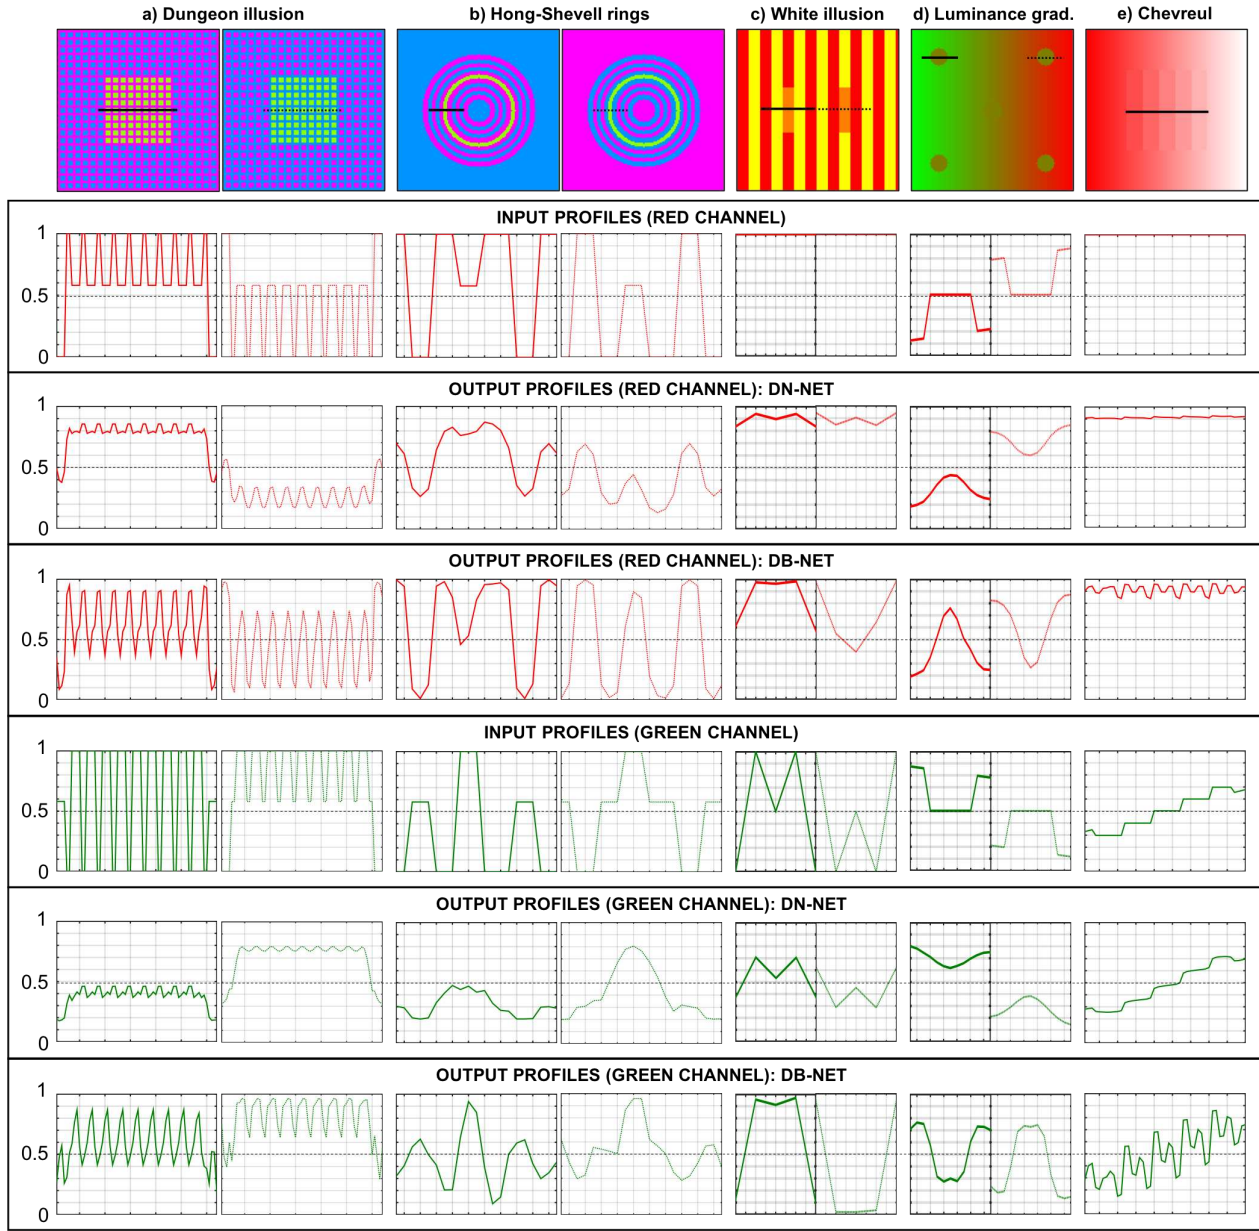 a) Dungeon illusion b) Hong-Shevell rings c) White illusion d) Luminance grad. e) Chevreul
INPUT PROFILES (RED CHANNEL)
1
0.5
0
OUTPUT PROFILES (RED CHANNEL): DN-NET
1
0.5
0
OUTPUT PROFILES (RED CHANNEL): DB-NET
1
0.5
0
INPUT PROFILES (GREEN CHANNEL)
1
0.5
0
OUTPUT PROFILES (GREEN CHANNEL): DN-NET
1
0.5
0
OUTPUT PROFILES (GREEN CHANNEL): DB-NET
1
0.5
0